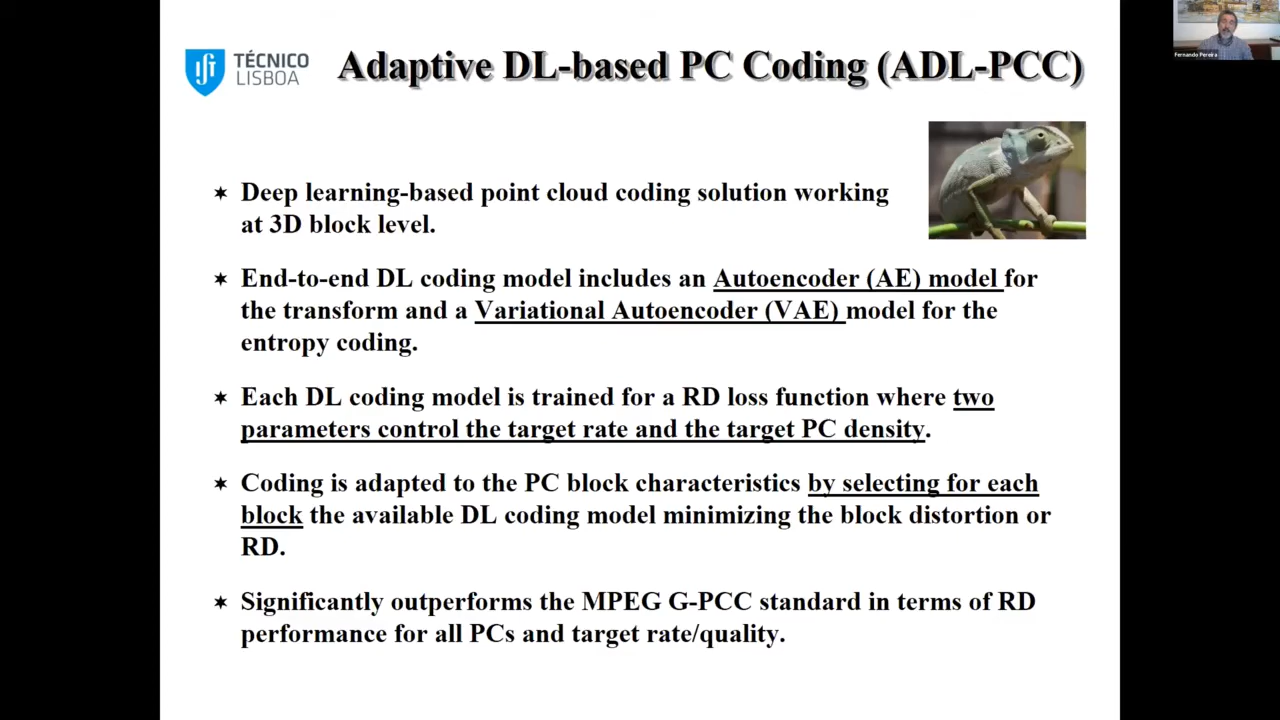 TÉCNICO
LISBOA
Adaptive DL-based PC Coding (ADL-PCC)
Fernando Pereira
✶ Deep learning-based point cloud coding solution working
at 3D block level.
✶ End-to-end DL coding model includes an Autoencoder (AE) model for
the transform and a Variational Autoencoder (VAE) model for the
entropy coding.
✶ Each DL coding model is trained for a RD loss function where two
parameters control the target rate and the target PC density.
✶ Coding is adapted to the PC block characteristics by selecting for each
block the available DL coding model minimizing the block distortion or
RD.
✶ Significantly outperforms the MPEG G-PCC standard in terms of RD
performance for all PCs and target rate/quality.